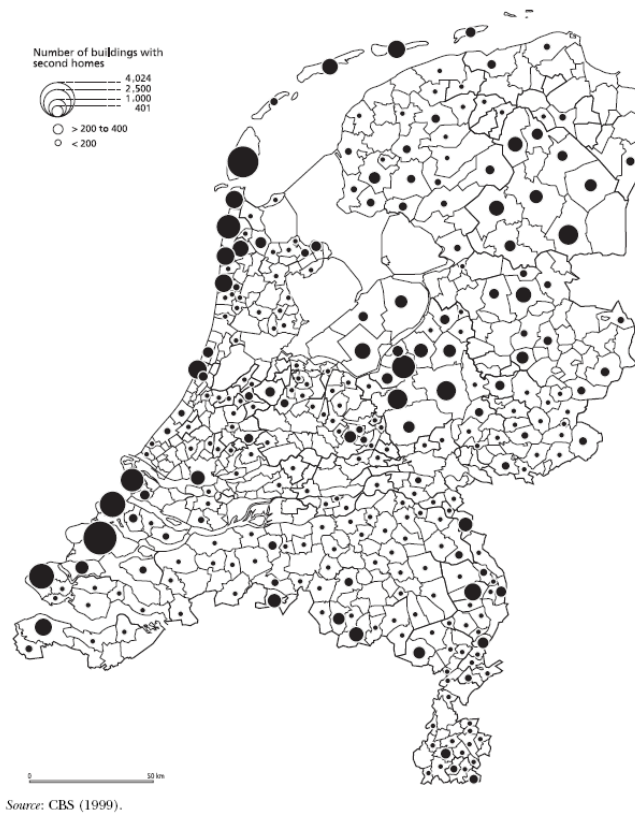 Number of buildings with
second homes
4,024
2,500
1,000
401
> 200 to 400
< 200
0 50 km
Source: CBS (1999).